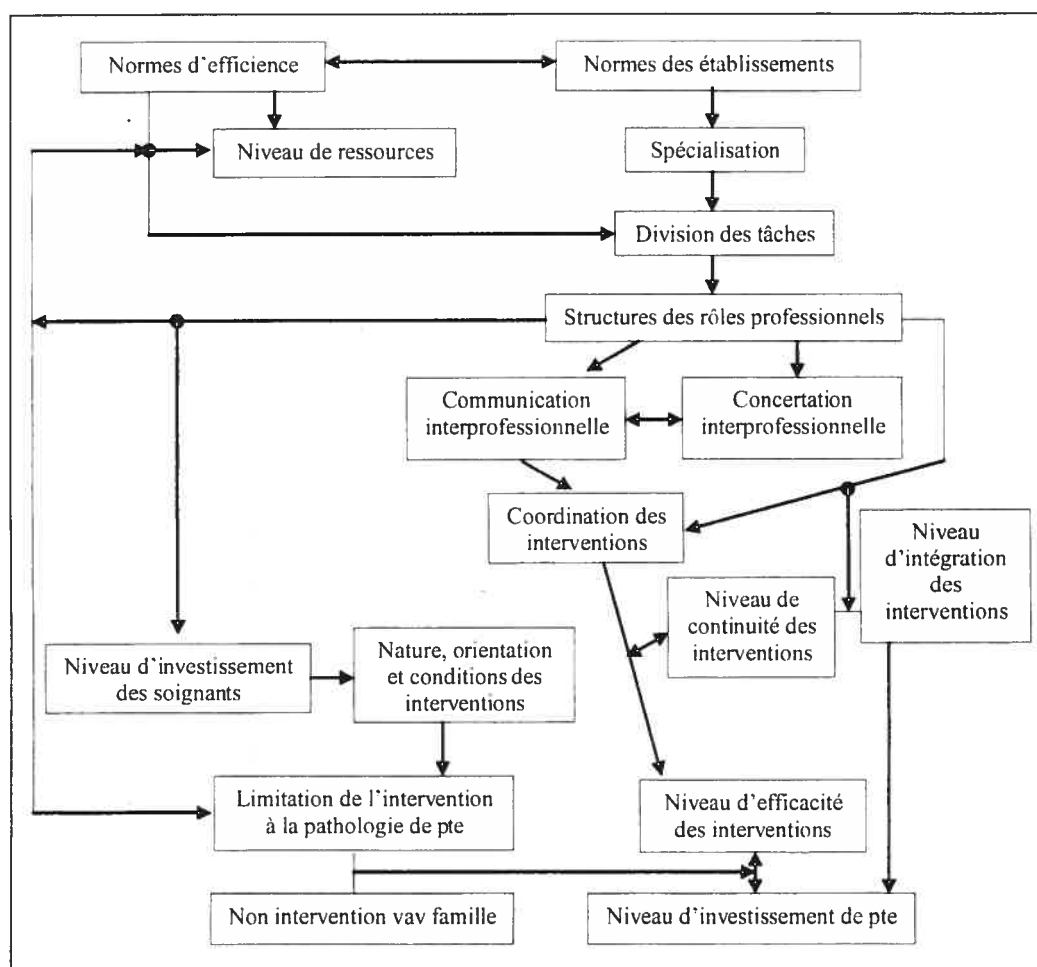 Normes d'efficience
Normes des établissements
Niveau de ressources
Spécialisation
Division des tâches
Structures des rôles professionnels
Communication
interprofessionnelle
Concertation
interprofessionnelle
Coordination des
interventions
Niveau
d'intégration
des
interventions
Niveau de
continuité des
interventions
Niveau d'investissement
des soignants
Nature, orientation
et conditions des
interventions
Limitation de l'intervention
à la pathologie de pte
Niveau d'efficacité
des interventions
Non intervention vav famille
Niveau d'investissement de pte